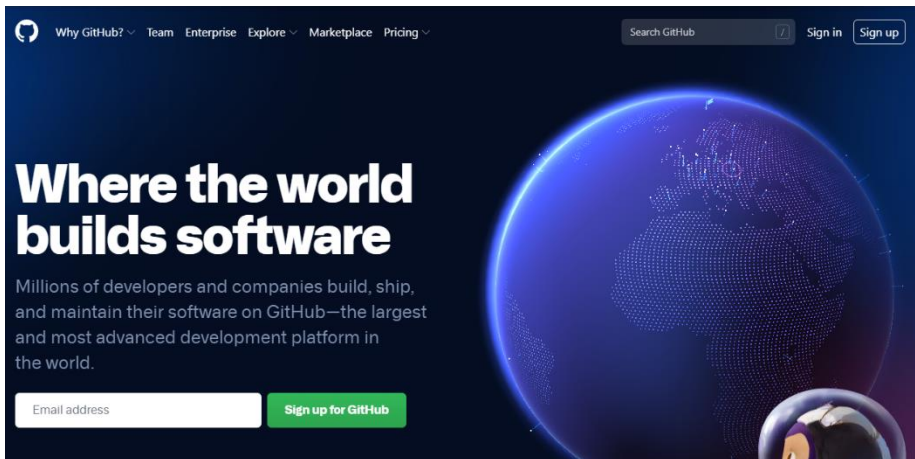 Why GitHub? Team Enterprise Explore Marketplace Pricing Search GitHub / Sign in Sign up
Where the world
builds software
Millions of developers and companies build, ship,
and maintain their software on GitHub—the largest
and most advanced development platform in
the world.
Email address Sign up for GitHub